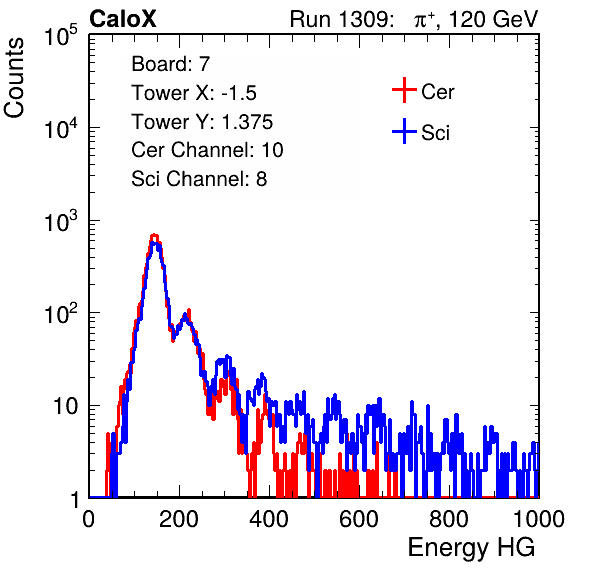 CaloX Run 1309: π⁺, 120 GeV
Counts
Board: 7
Tower X: -1.5
Tower Y: 1.375
Cer Channel: 10
Sci Channel: 8
Cer
Sci
10⁵
10⁴
10³
10²
10
1
0 200 400 600 800 1000
Energy HG